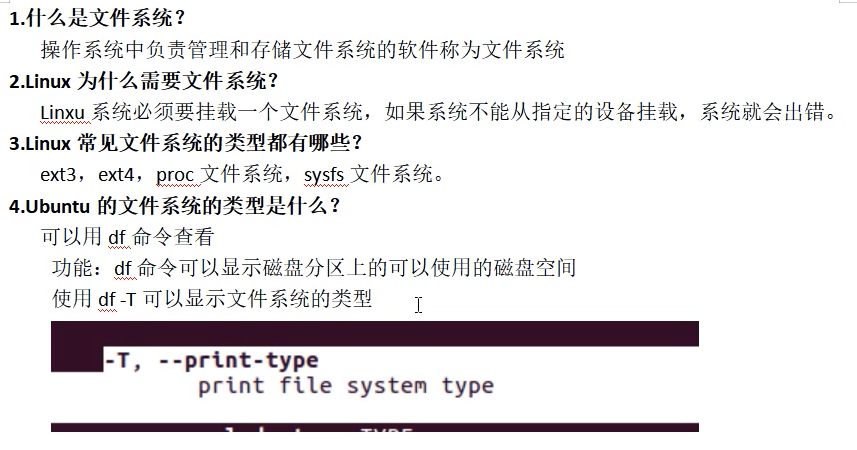 1.什么是文件系统？
操作系统中负责管理和存储文件系统的软件称为文件系统
2.Linux 为什么需要文件系统？
Linxu 系统必须要挂载一个文件系统，如果系统不能从指定的设备挂载，系统就会出错。
3.Linux 常见文件系统的类型都有哪些？
ext3，ext4，proc 文件系统，sysfs 文件系统。
4.Ubuntu 的文件系统的类型是什么？
可以用 df 命令查看
功能：df 命令可以显示磁盘分区上的可以使用的磁盘空间
使用 df -T 可以显示文件系统的类型
-T, --print-type
print file system type